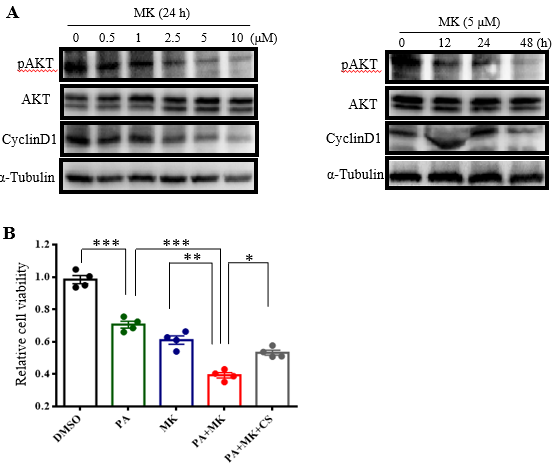 A
MK (24 h)
0 0.5 1 2.5 5 10 (μM)
pAKT
AKT
CyclinD1
α-Tubulin
MK (5 μM)
0 12 24 48 (h)
pAKT
AKT
CyclinD1
α-Tubulin
B
Relative cell viability
1.2
1.0
0.8
0.6
0.4
0.2
*** *** ** *
DMSO PA MK PA+MK PA+MK+CS